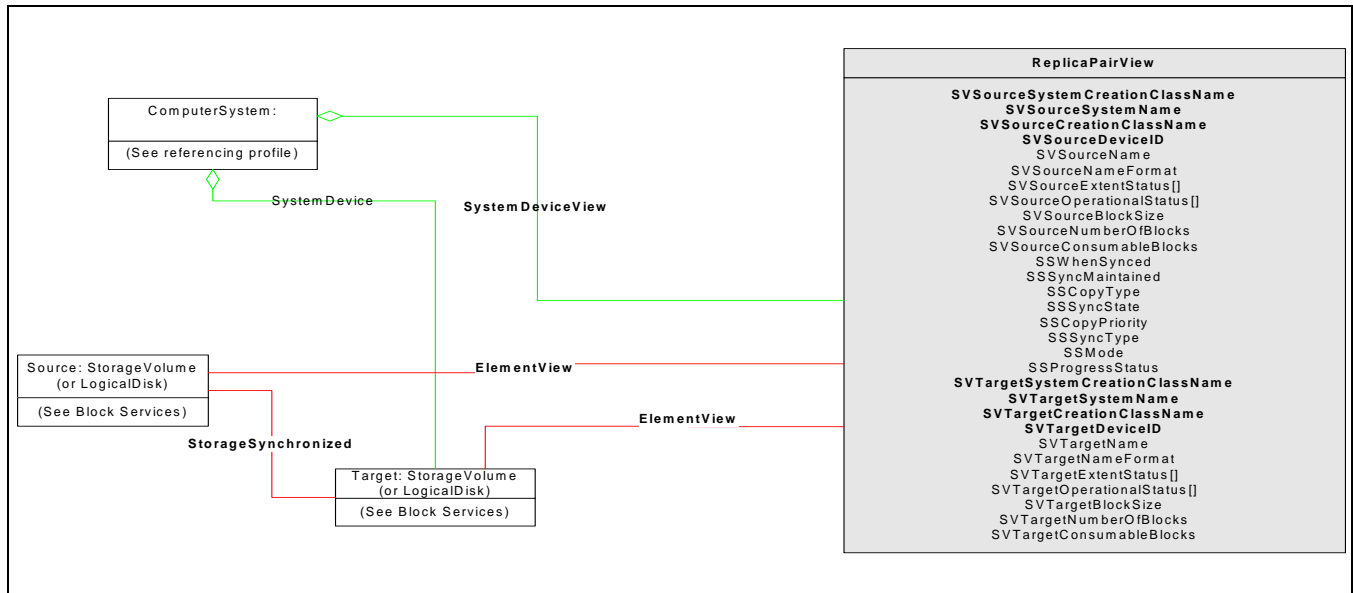 ReplicaPairView
SVSourceSystemCreationClassName
SVSourceSystemName
SVSourceCreationClassName
SVSourceDeviceID
SVSourceName
SVSourceNameFormat
SVSourceExtentStatus[]
SVSourceOperationalStatus[]
SVSourceBlockSize
SVSourceNumberOfBlocks
SVSourceConsumableBlocks
SSWhenSynced
SSSyncMaintained
SSCopyType
SSSyncState
SSCopyPriority
SSSyncType
SSMode
SSProgressStatus
SVTargetSystemCreationClassName
SVTargetSystemName
SVTargetCreationClassName
SVTargetDeviceID
SVTargetName
SVTargetNameFormat
SVTargetExtentStatus[]
SVTargetOperationalStatus[]
SVTargetBlockSize
SVTargetNumberOfBlocks
SVTargetConsumableBlocks
ComputerSystem:
(See referencing profile)
SystemDevice
SystemDeviceView
Source: StorageVolume
(or LogicalDisk)
(See Block Services)
ElementView
ElementView
StorageSynchronized
Target: StorageVolume
(or LogicalDisk)
(See Block Services)